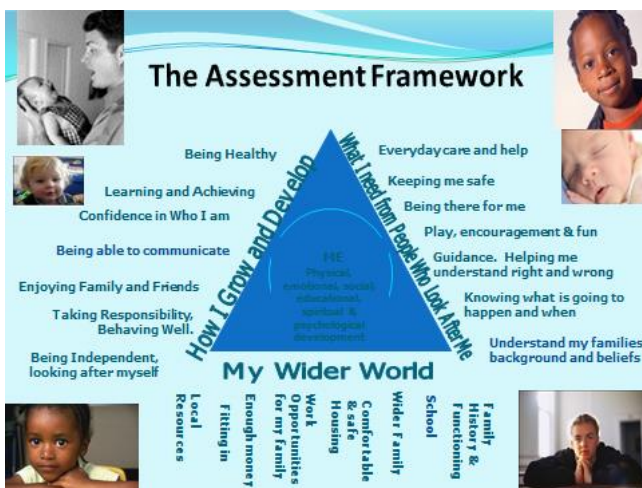 The Assessment Framework
Being Healthy
Learning and Achieving
Confidence in Who I am
Being able to communicate
Enjoying Family and Friends
Taking Responsibility,
Behaving Well.
Being Independent,
looking after myself
How I Grow and Develop
What I need from People Who Look After Me
Everyday care and help
Keeping me safe
Being there for me
Play, encouragement & fun
Guidance. Helping me
understand right and wrong
Knowing what is going to
happen and when
Understand my families
background and beliefs
ME
Physical,
emotional, social,
educational,
spiritual &
psychological
development
My Wider World
Local
Resources
Fitting in
Enough money
for my family
Work
Opportunities
Comfortable
& safe
Housing
Wider Family
School
Family
History &
Functioning